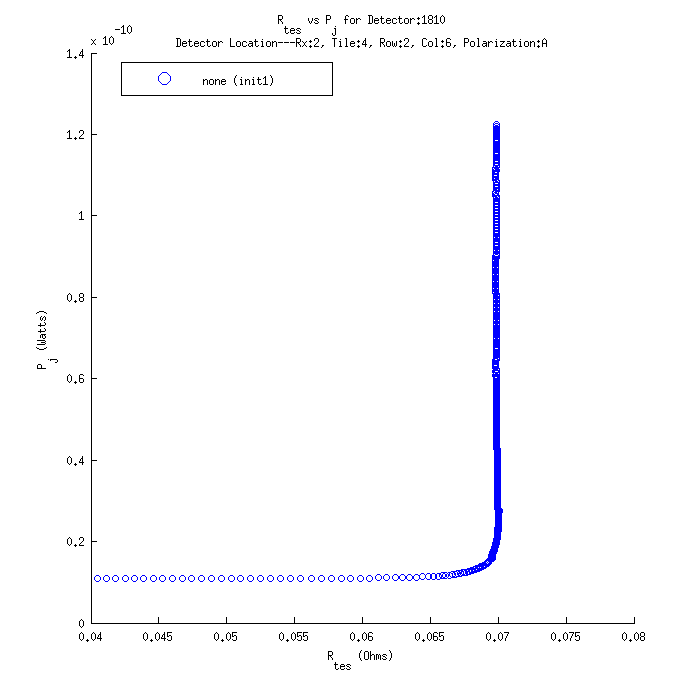 R_tes vs P_j for Detector:1810
x 10^-10
Detector Location---Rx:2, Tile:4, Row:2, Col:6, Polarization:A
none (init1)
1.4
1.2
1
0.8
0.6
0.4
0.2
0
P_j (Watts)
0.04 0.045 0.05 0.055 0.06 0.065 0.07 0.075 0.08
R_tes (Ohms)